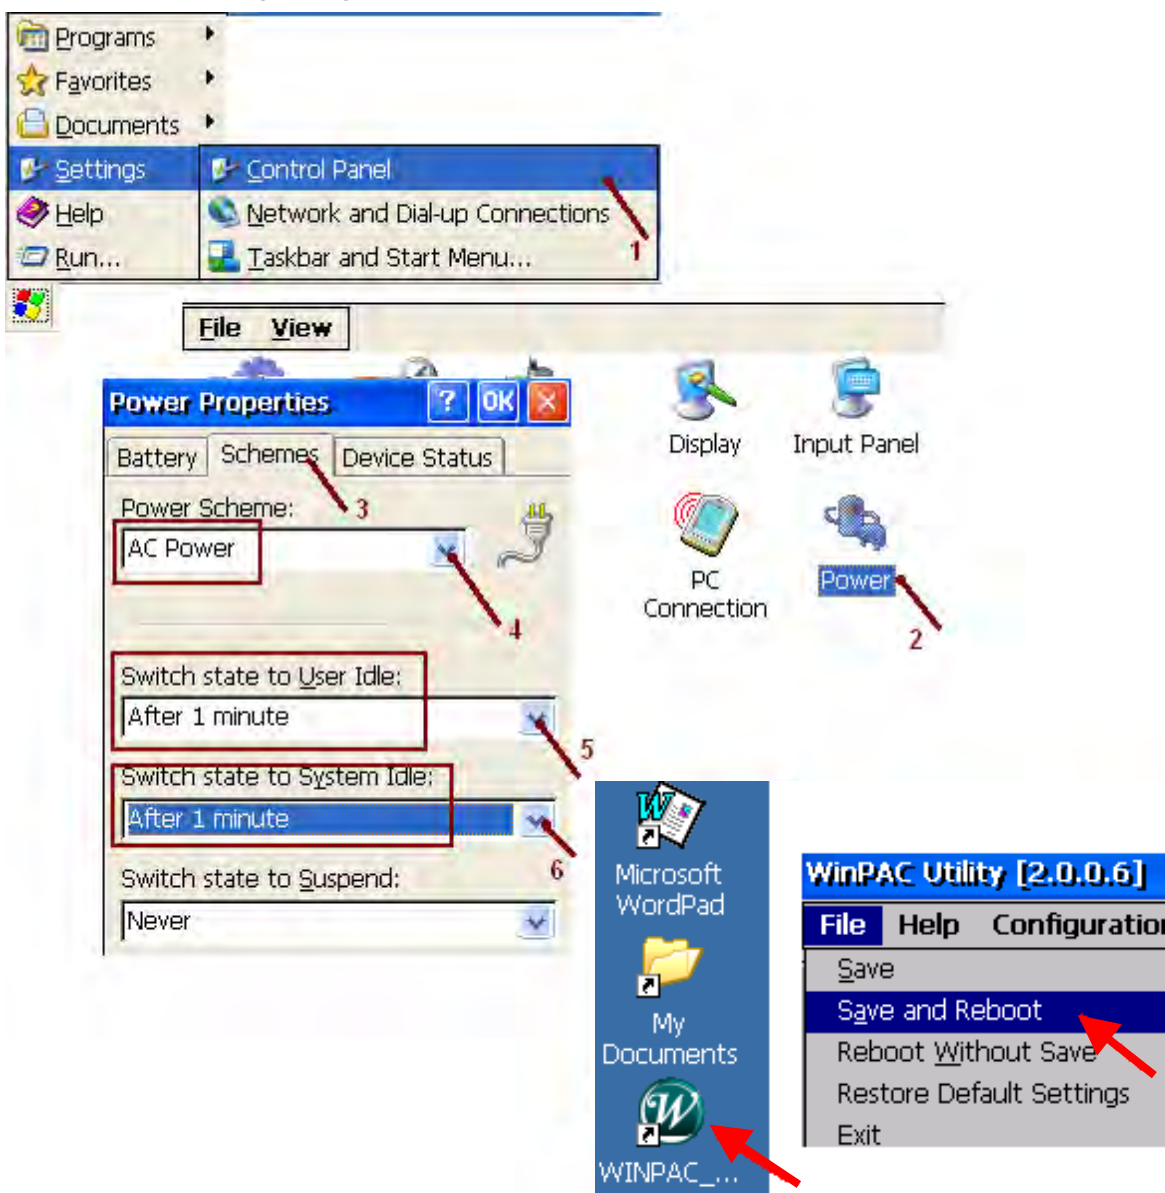 Programs
Favorites
Documents
Settings
Control Panel
Help
Network and Dial-up Connections
1
Run...
Taskbar and Start Menu...
File View
Power Properties ? OK
Battery Schemes Device Status
Display Input Panel
Power Scheme:
3
AC Power
PC
Connection
Power
4
2
Switch state to User Idle:
After 1 minute
5
Switch state to System Idle:
After 1 minute
6
Switch state to Suspend:
Never
Microsoft
WordPad
My
Documents
WINPAC_...
WinPAC Utility [2.0.0.6]
File Help Configuration
Save
Save and Reboot
Reboot Without Save
Restore Default Settings
Exit